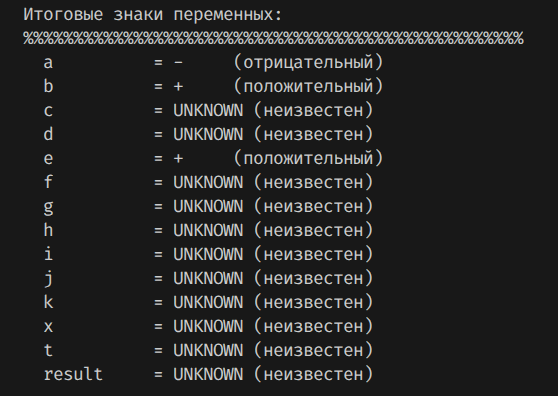 Итоговые знаки переменных:
%%%%%%%%%%%%%%%%%%%%%%%%%%%%%%%%%%%%%%%%%%%%%%%%%%
a = - (отрицательный)
b = + (положительный)
c = UNKNOWN (неизвестен)
d = UNKNOWN (неизвестен)
e = + (положительный)
f = UNKNOWN (неизвестен)
g = UNKNOWN (неизвестен)
h = UNKNOWN (неизвестен)
i = UNKNOWN (неизвестен)
j = UNKNOWN (неизвестен)
k = UNKNOWN (неизвестен)
x = UNKNOWN (неизвестен)
t = UNKNOWN (неизвестен)
result = UNKNOWN (неизвестен)